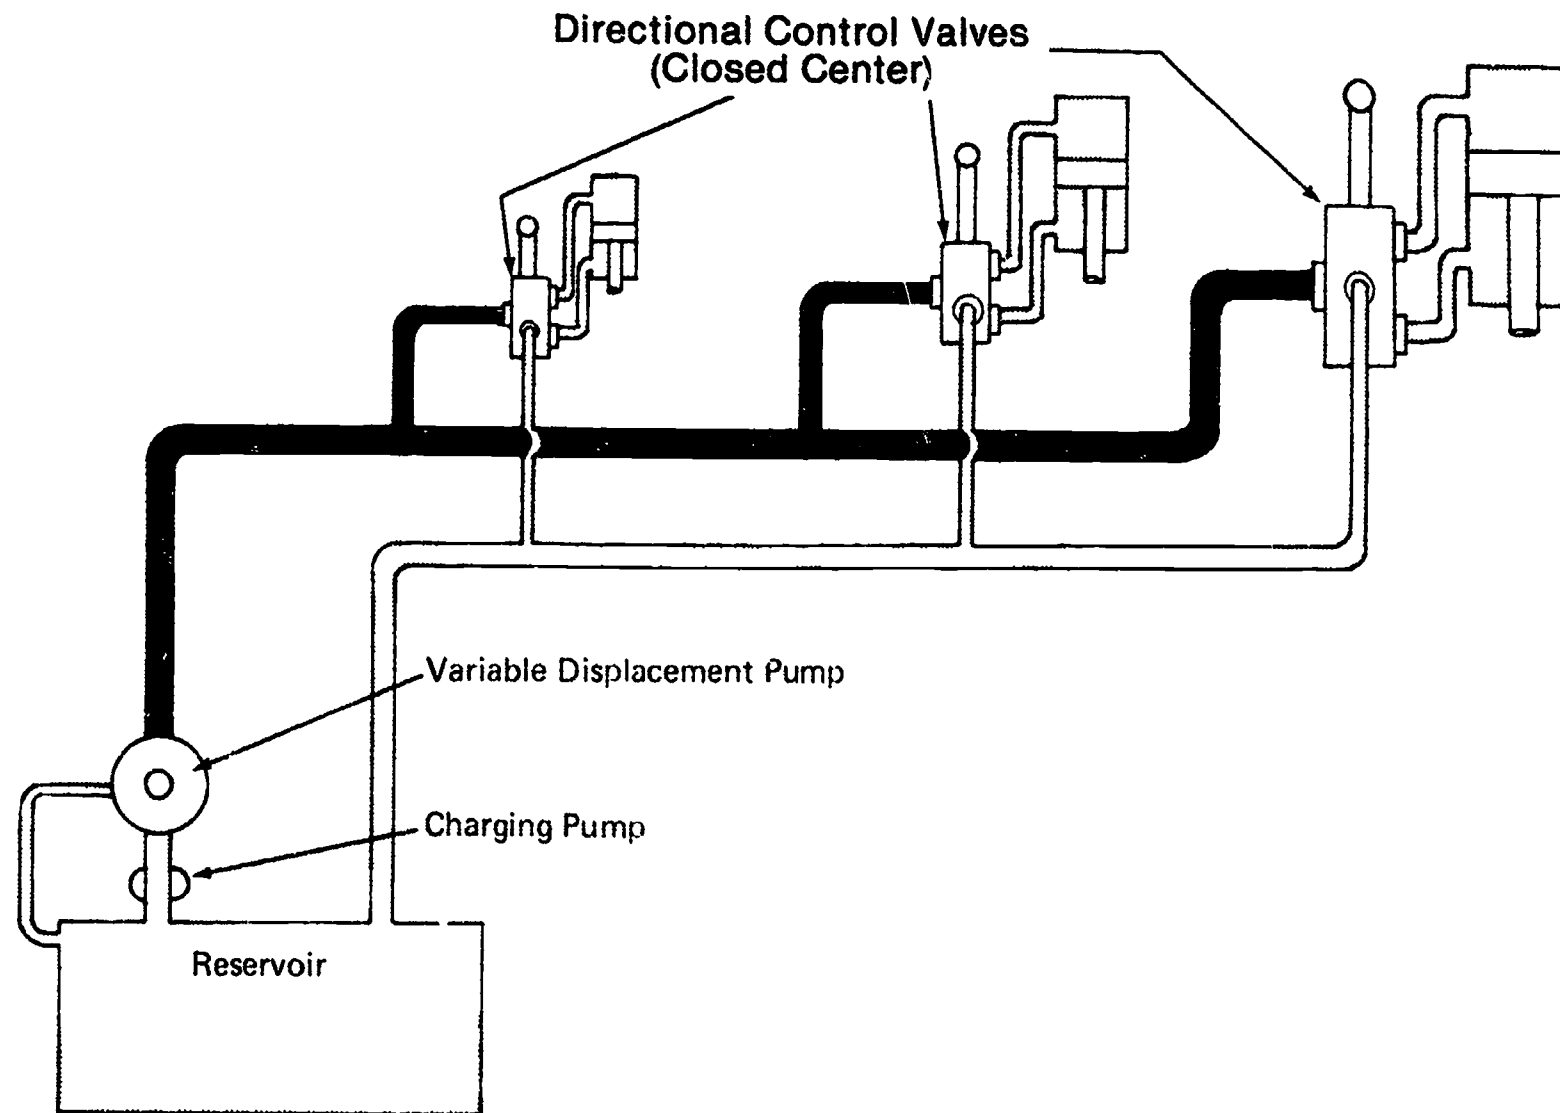 Directional Control Valves
(Closed Center)
Variable Displacement Pump
Charging Pump
Reservoir